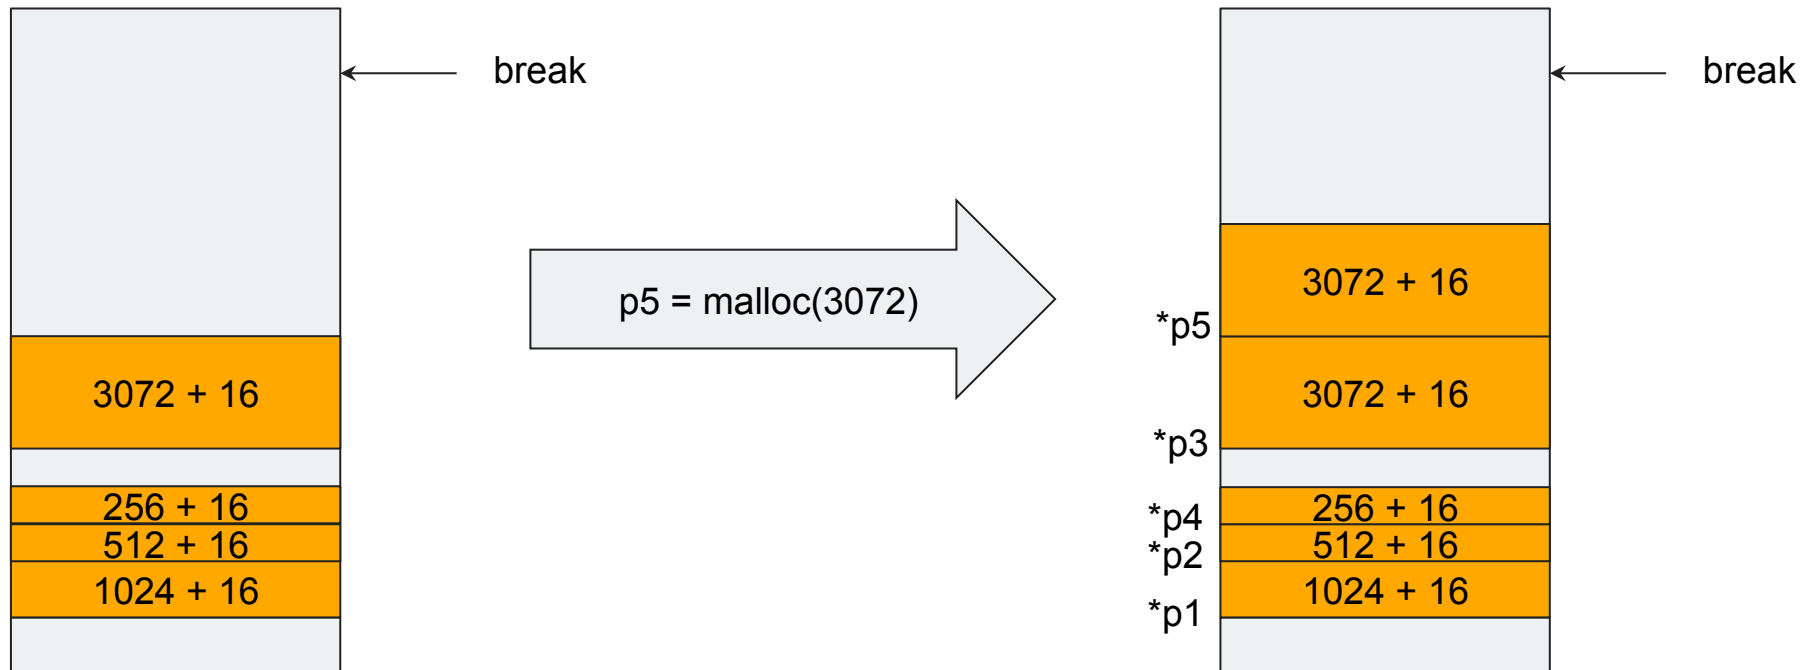 break
3072 + 16
256 + 16
512 + 16
1024 + 16
p5 = malloc(3072)
break
3072 + 16
*p5
3072 + 16
*p3
256 + 16
*p4
512 + 16
*p2
1024 + 16
*p1